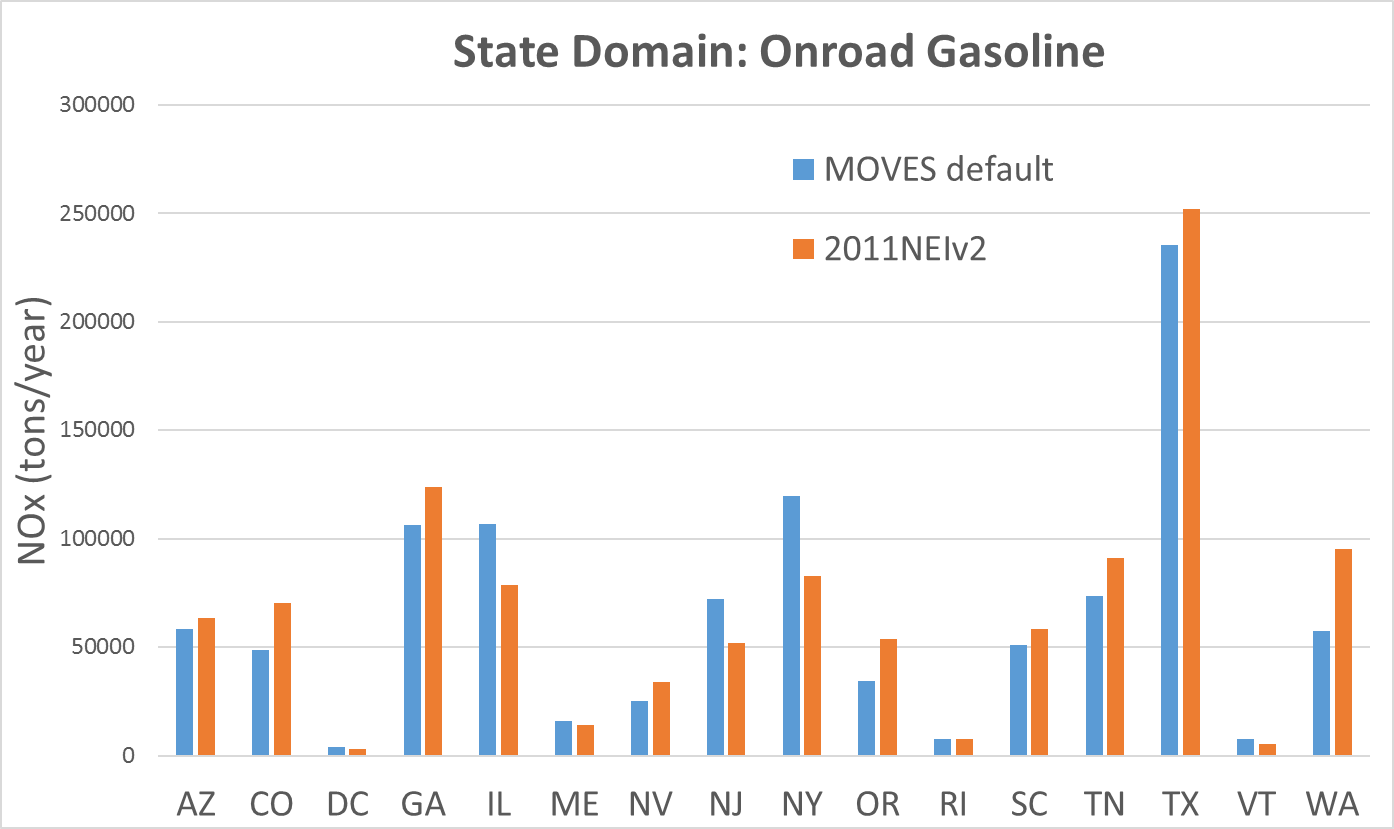 State Domain: Onroad Gasoline
300000
250000
200000
150000
100000
50000
0
NOx (tons/year)
MOVES default
2011NEIv2
AZ CO DC GA IL ME NV NJ NY OR RI SC TN TX VT WA